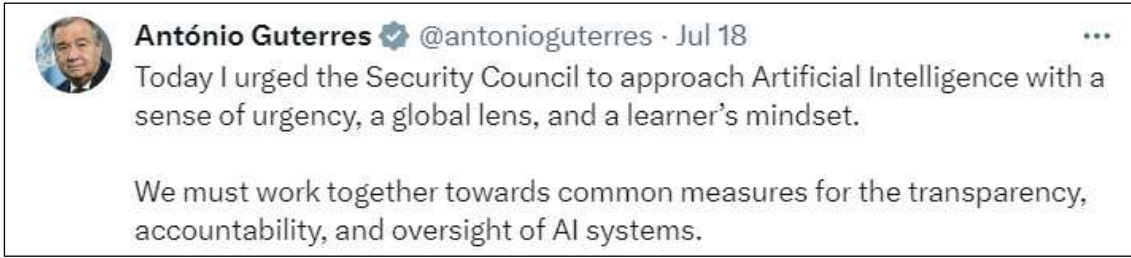 António Guterres @antonioguterres · Jul 18
Today I urged the Security Council to approach Artificial Intelligence with a
sense of urgency, a global lens, and a learner’s mindset.
We must work together towards common measures for the transparency,
accountability, and oversight of AI systems.